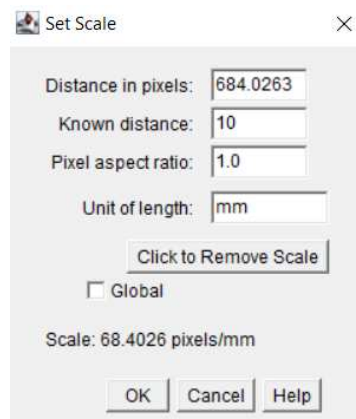 Set Scale
Distance in pixels: 684.0263
Known distance: 10
Pixel aspect ratio: 1.0
Unit of length: mm
Click to Remove Scale
Global
Scale: 68.4026 pixels/mm
OK Cancel Help